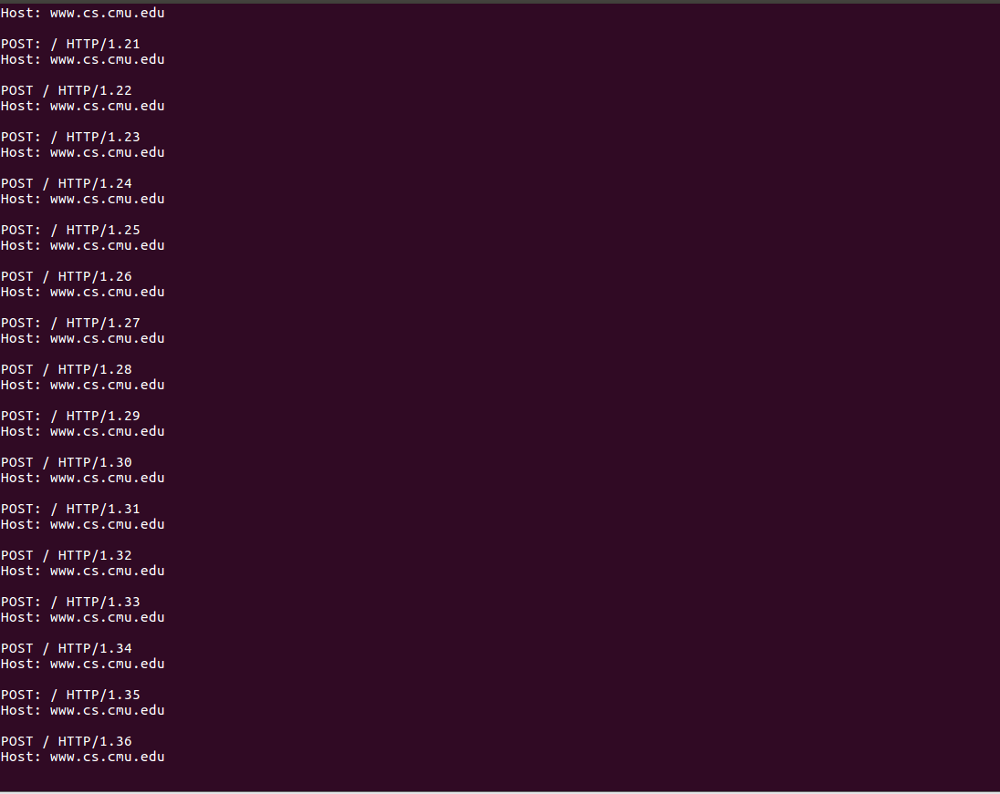 Host: www.cs.cmu.edu
POST: / HTTP/1.21
Host: www.cs.cmu.edu
POST / HTTP/1.22
Host: www.cs.cmu.edu
POST: / HTTP/1.23
Host: www.cs.cmu.edu
POST / HTTP/1.24
Host: www.cs.cmu.edu
POST: / HTTP/1.25
Host: www.cs.cmu.edu
POST / HTTP/1.26
Host: www.cs.cmu.edu
POST: / HTTP/1.27
Host: www.cs.cmu.edu
POST / HTTP/1.28
Host: www.cs.cmu.edu
POST: / HTTP/1.29
Host: www.cs.cmu.edu
POST / HTTP/1.30
Host: www.cs.cmu.edu
POST: / HTTP/1.31
Host: www.cs.cmu.edu
POST / HTTP/1.32
Host: www.cs.cmu.edu
POST: / HTTP/1.33
Host: www.cs.cmu.edu
POST / HTTP/1.34
Host: www.cs.cmu.edu
POST: / HTTP/1.35
Host: www.cs.cmu.edu
POST / HTTP/1.36
Host: www.cs.cmu.edu